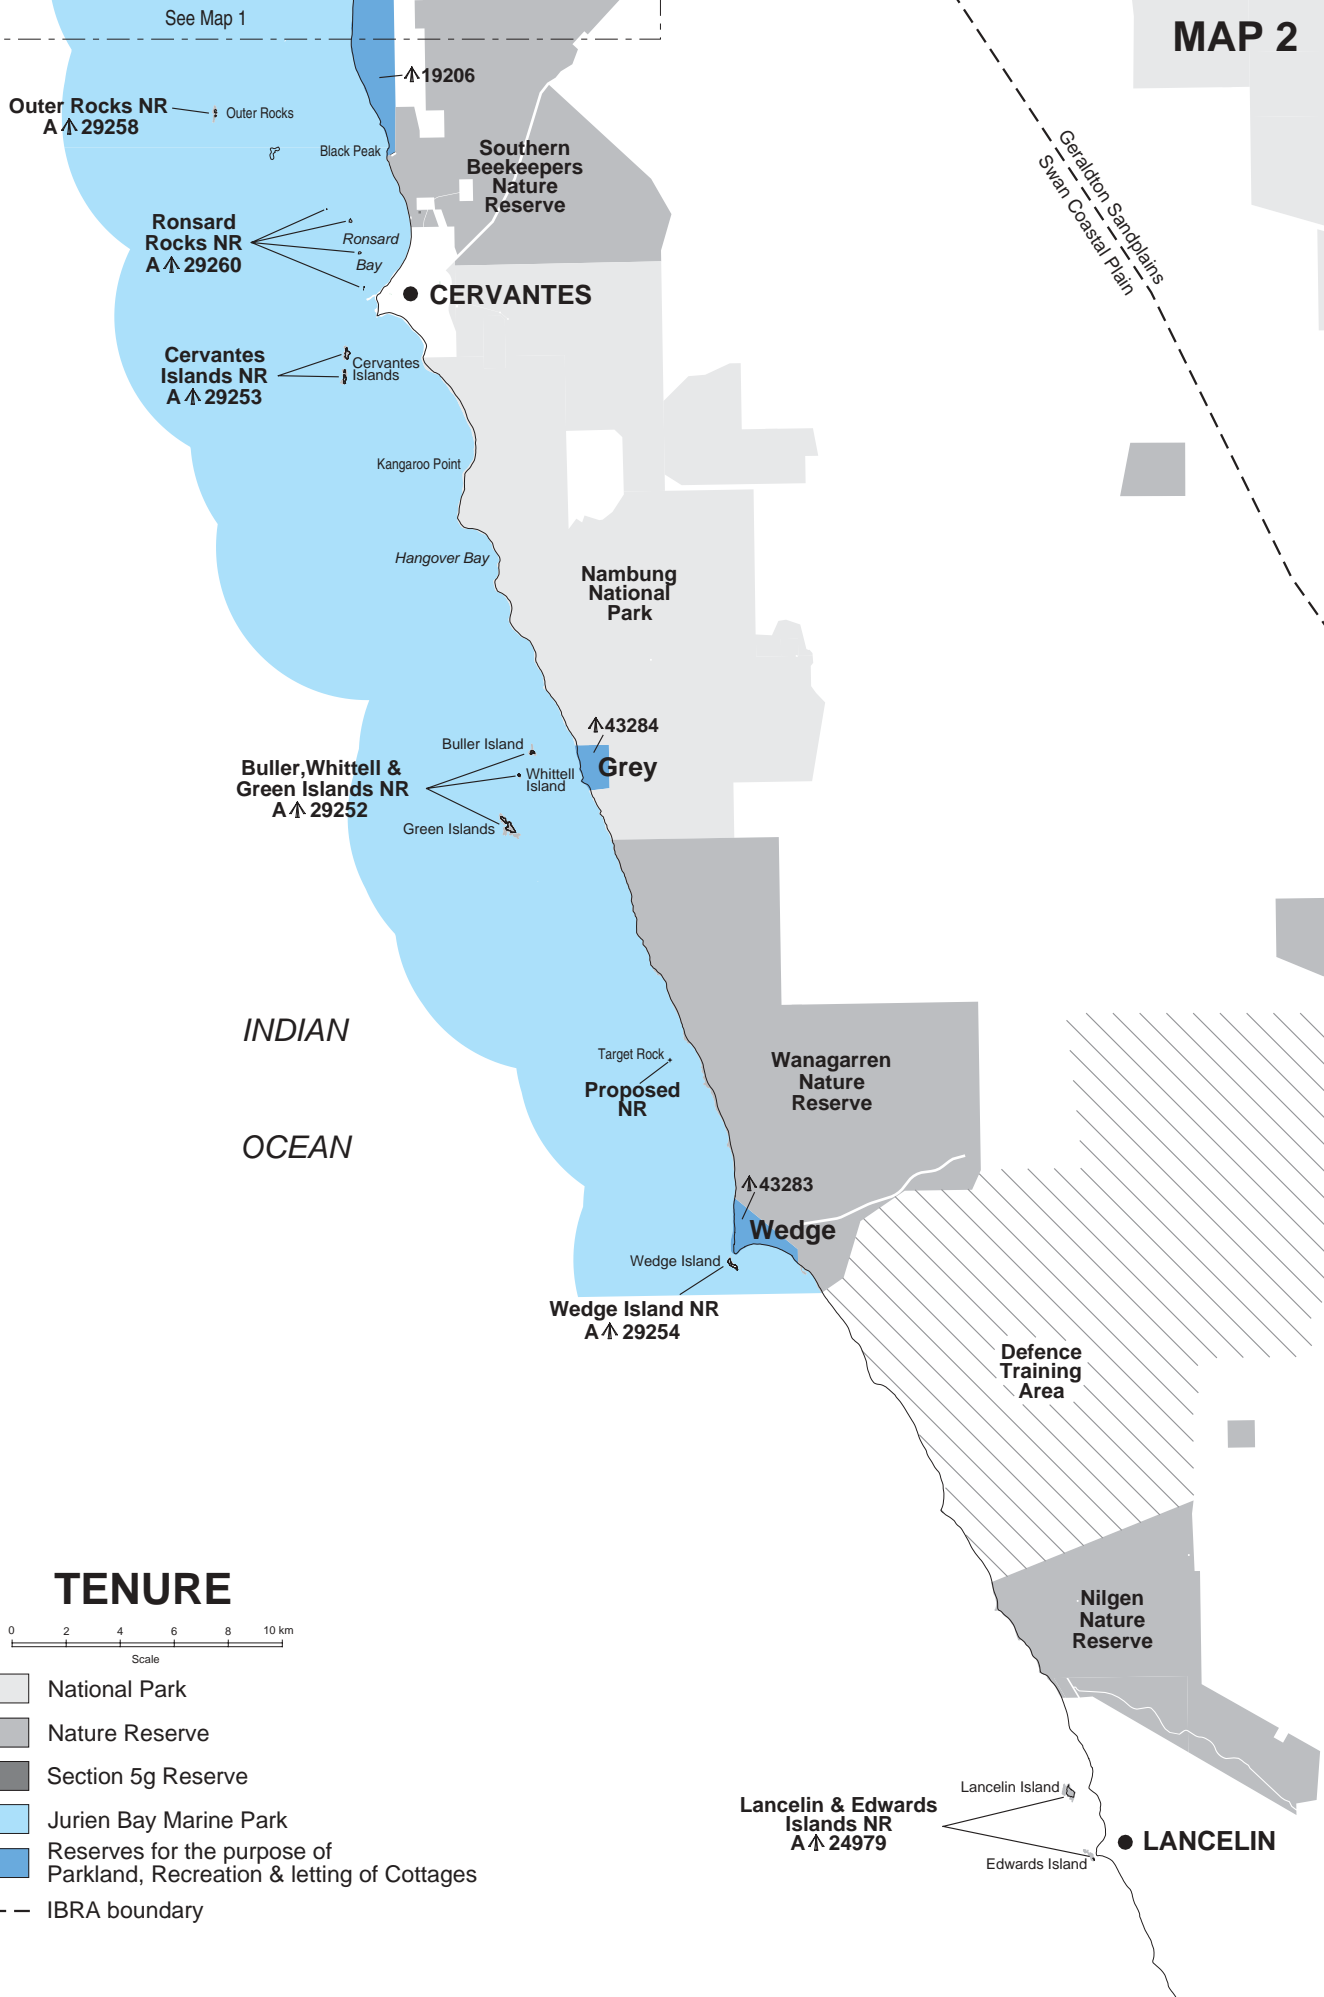 See Map 1
MAP 2
19206
Outer Rocks NR
A 29258
Outer Rocks
Black Peak
Southern
Beekeepers
Nature
Reserve
Geraldton Sandplains
Swan Coastal Plain
Ronsard
Rocks NR
A 29260
Ronsard
Bay
CERVANTES
Cervantes
Islands NR
A 29253
Cervantes
Islands
Kangaroo Point
Hangover Bay
Nambung
National
Park
43284
Grey
Buller Island
Whittell
Island
Buller,Whittell &
Green Islands NR
A 29252
Green Islands
INDIAN
OCEAN
Target Rock
Proposed
NR
Wanagarren
Nature
Reserve
43283
Wedge
Wedge Island
Wedge Island NR
A 29254
Defence
Training
Area
TENURE
0 2 4 6 8 10 km
Scale
National Park
Nature Reserve
Section 5g Reserve
Jurien Bay Marine Park
Reserves for the purpose of
Parkland, Recreation & letting of Cottages
IBRA boundary
Nilgen
Nature
Reserve
Lancelin Island
Lancelin & Edwards
Islands NR
A 24979
Edwards Island
LANCELIN